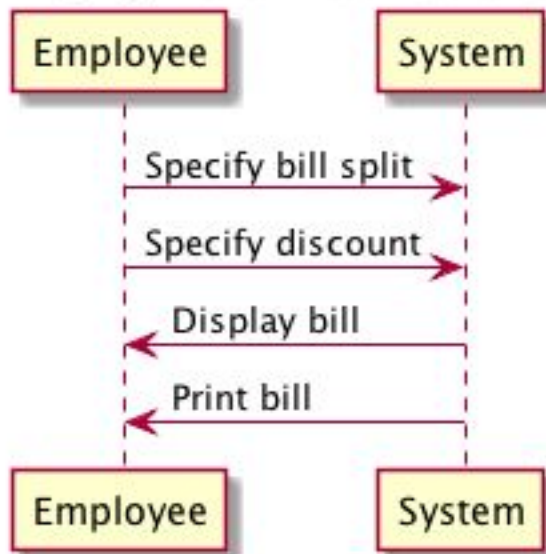 Employee
System
Specify bill split
Specify discount
Display bill
Print bill
Employee
System